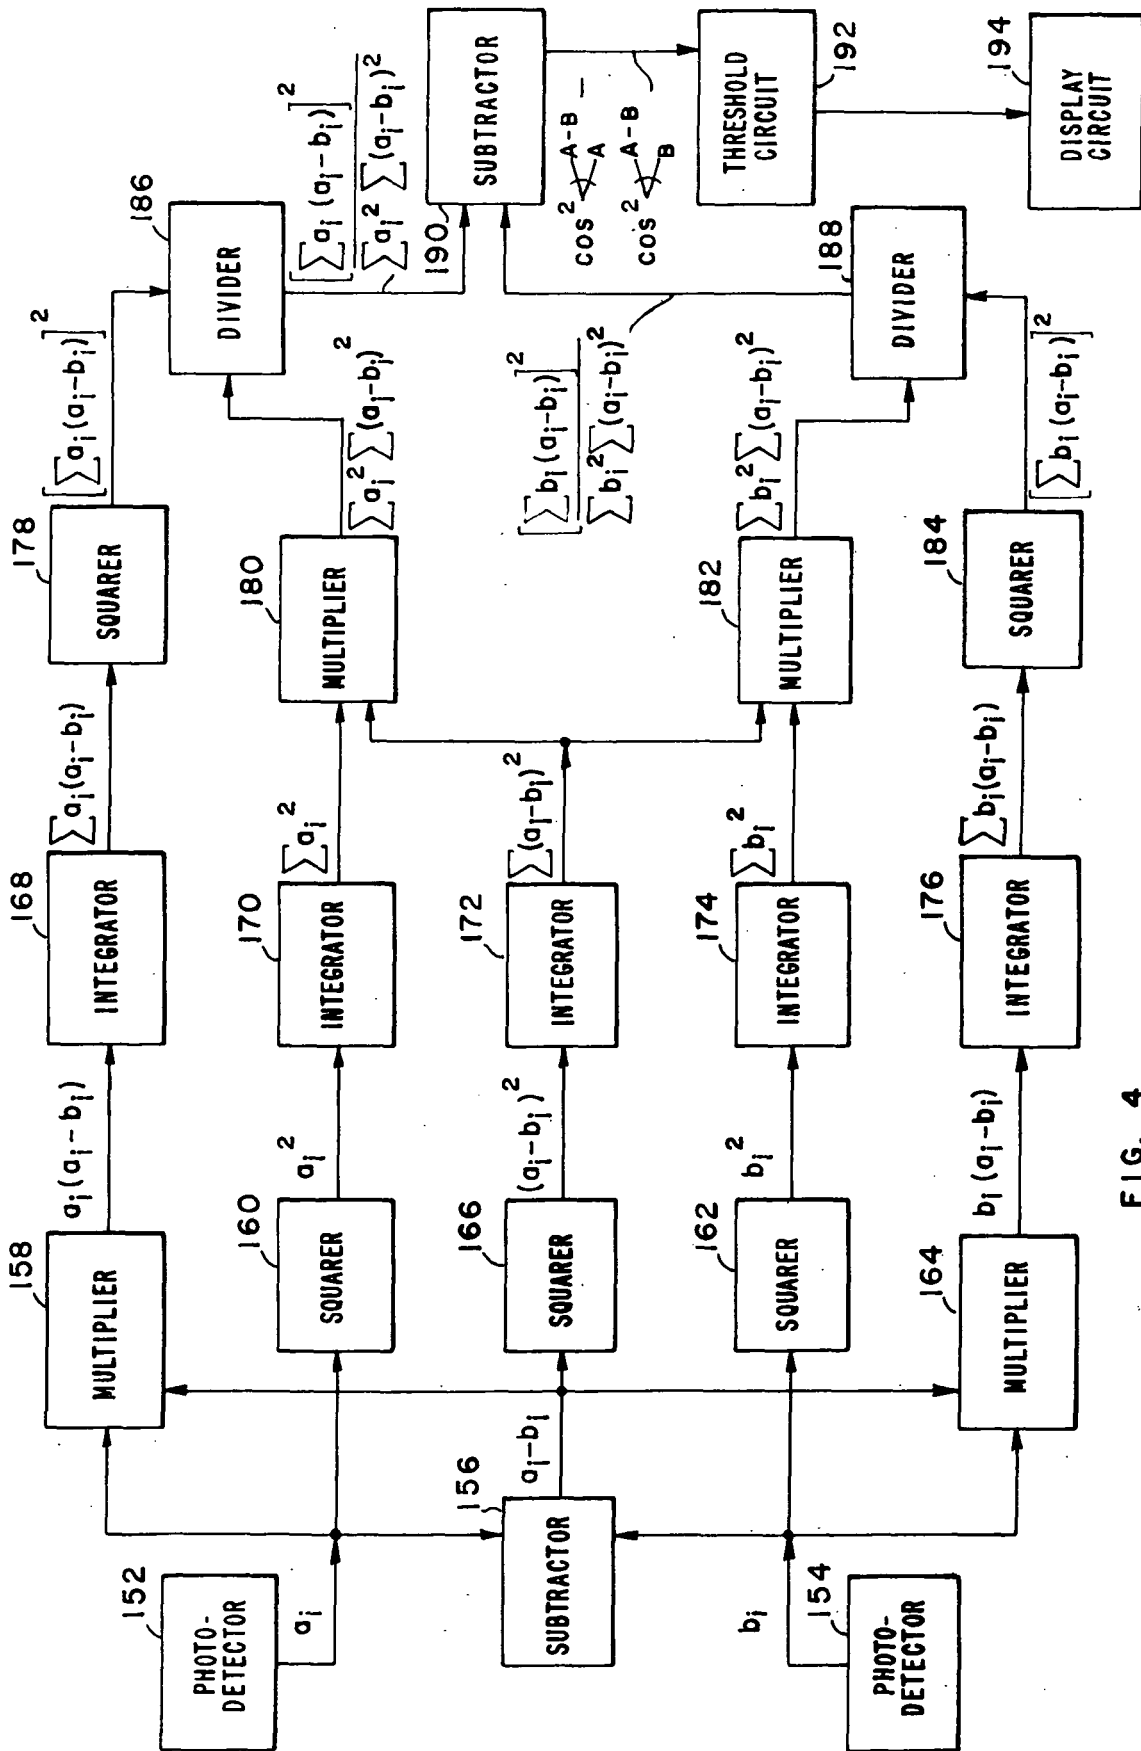 152
PHOTO-
DETECTOR
a_i
154
PHOTO-
DETECTOR
b_i
156
SUBTRACTOR
a_i-b_i
158
MULTIPLIER
a_i(a_i-b_i)
160
SQUARER
a_i^2
166
SQUARER
(a_i-b_i)^2
162
SQUARER
b_i^2
164
MULTIPLIER
b_i(a_i-b_i)
168
INTEGRATOR
∑a_i(a_i-b_i)
170
INTEGRATOR
∑a_i^2
172
INTEGRATOR
∑(a_i-b_i)^2
174
INTEGRATOR
∑b_i^2
176
INTEGRATOR
∑b_i(a_i-b_i)
178
SQUARER
[∑a_i(a_i-b_i)]^2
180
MULTIPLIER
∑a_i^2 ∑(a_i-b_i)^2
182
MULTIPLIER
∑b_i^2 ∑(a_i-b_i)^2
184
SQUARER
[∑b_i(a_i-b_i)]^2
186
DIVIDER
[∑a_i(a_i-b_i)]^2
∑a_i^2 ∑(a_i-b_i)^2
188
DIVIDER
[∑b_i(a_i-b_i)]^2
∑b_i^2 ∑(a_i-b_i)^2
190
SUBTRACTOR
cos^2 ∢ A-B A –
cos^2 ∢ A-B B
192
THRESHOLD
CIRCUIT
194
DISPLAY
CIRCUIT
FIG. 4